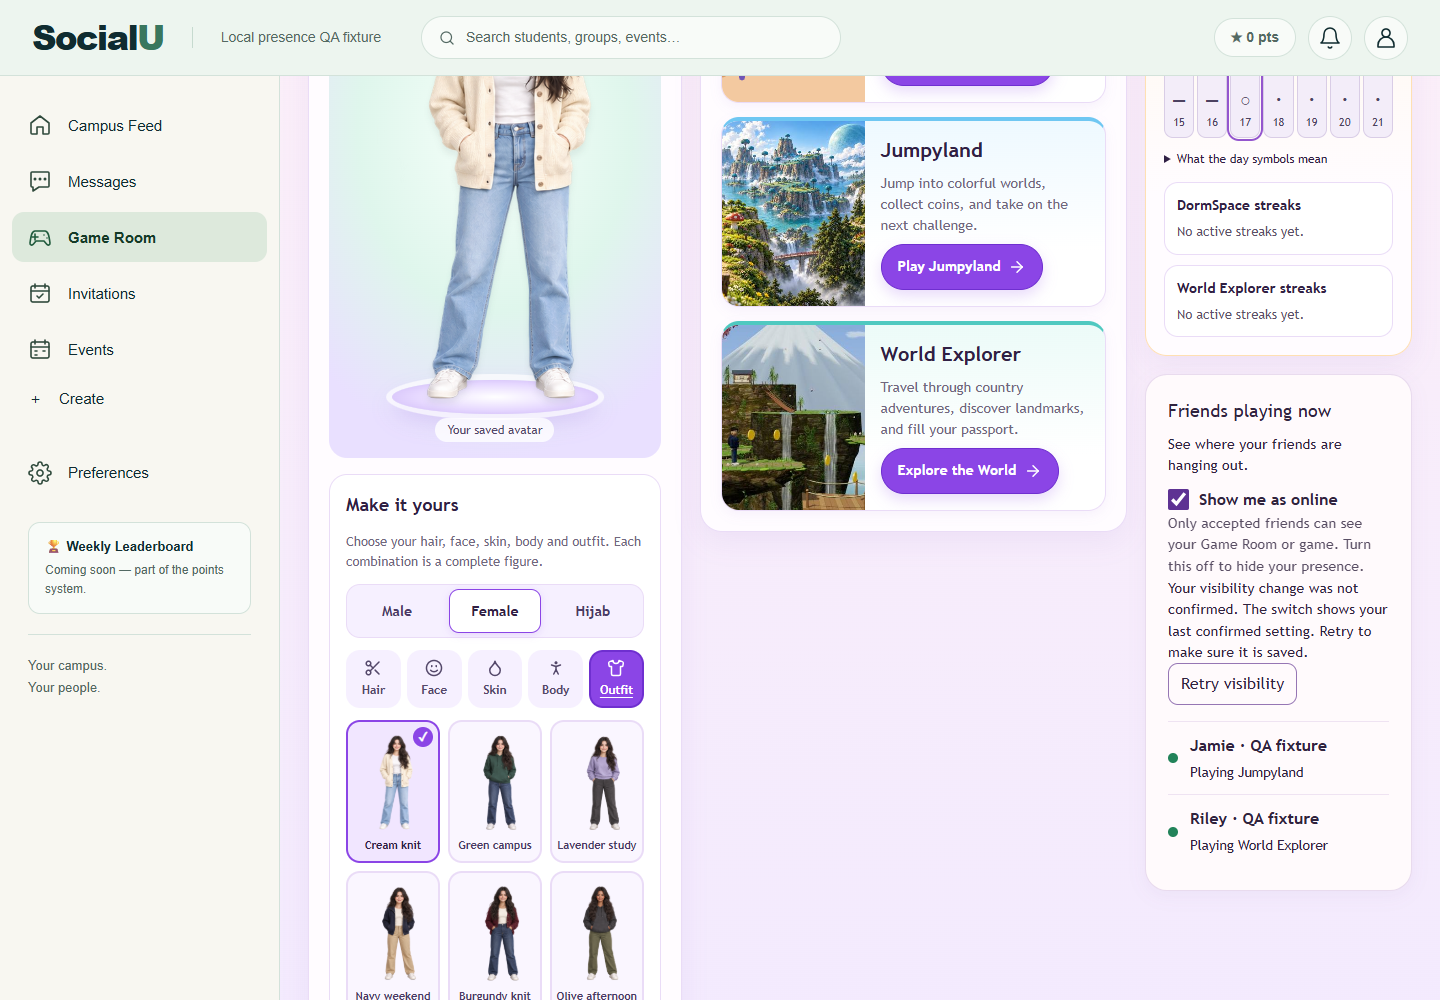 SocialU
Local presence QA fixture
Search students, groups, events…
★ 0 pts
Campus Feed
Messages
Game Room
Invitations
Events
+ Create
Preferences
🏆 Weekly Leaderboard
Coming soon — part of the points
system.
Your campus.
Your people.
Your saved avatar
Make it yours
Choose your hair, face, skin, body and outfit. Each
combination is a complete figure.
Male
Female
Hijab
Hair
Face
Skin
Body
Outfit
Cream knit
Green campus
Lavender study
Navy weekend
Burgundy knit
Olive afternoon
Jumpyland
Jump into colorful worlds,
collect coins, and take on the
next challenge.
Play Jumpyland →
World Explorer
Travel through country
adventures, discover landmarks,
and fill your passport.
Explore the World →
— — ○ • • • •
15 16 17 18 19 20 21
▶ What the day symbols mean
DormSpace streaks
No active streaks yet.
World Explorer streaks
No active streaks yet.
Friends playing now
See where your friends are
hanging out.
Show me as online
Only accepted friends can see
your Game Room or game. Turn
this off to hide your presence.
Your visibility change was not
confirmed. The switch shows your
last confirmed setting. Retry to
make sure it is saved.
Retry visibility
Jamie · QA fixture
Playing Jumpyland
Riley · QA fixture
Playing World Explorer